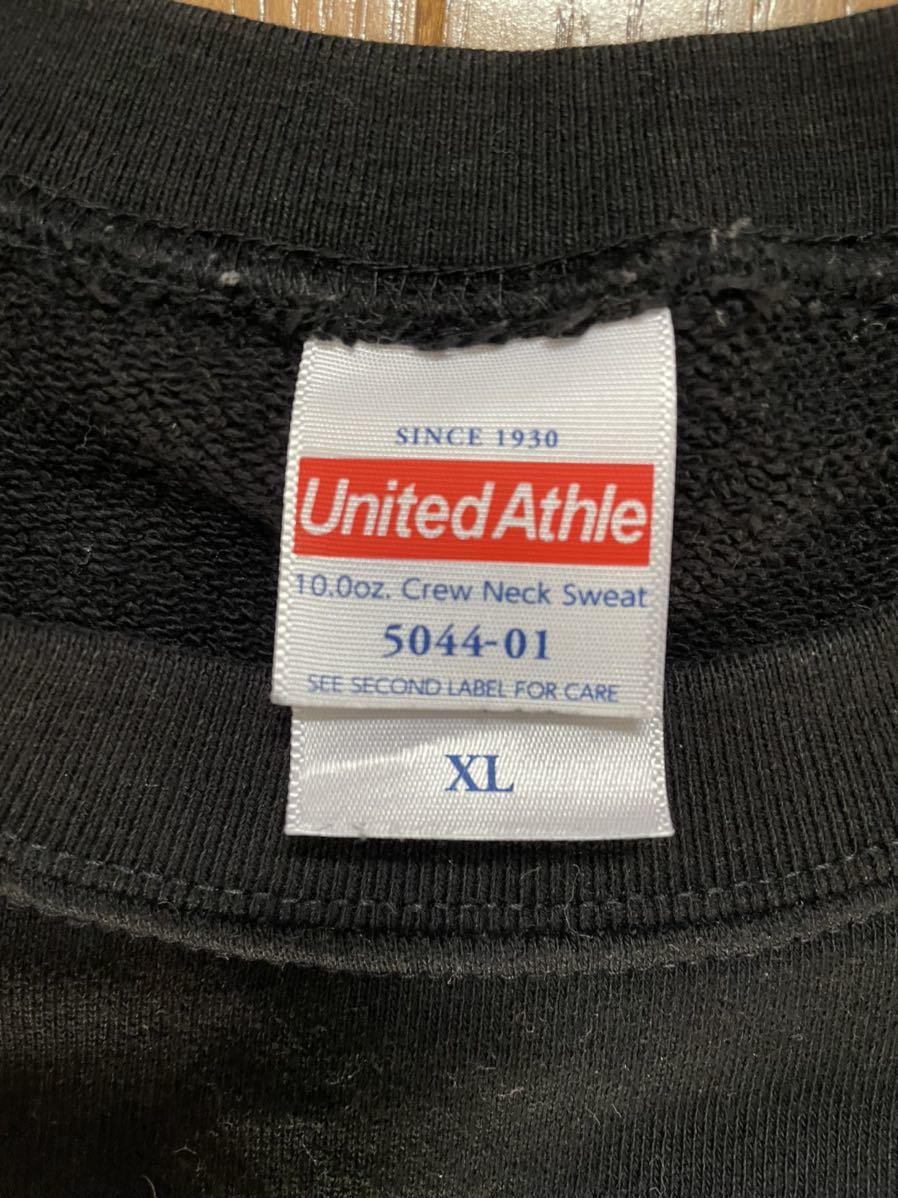 SINCE 1930
United Athle
10.0oz. Crew Neck Sweat
5044-01
SEE SECOND LABEL FOR CARE
XL